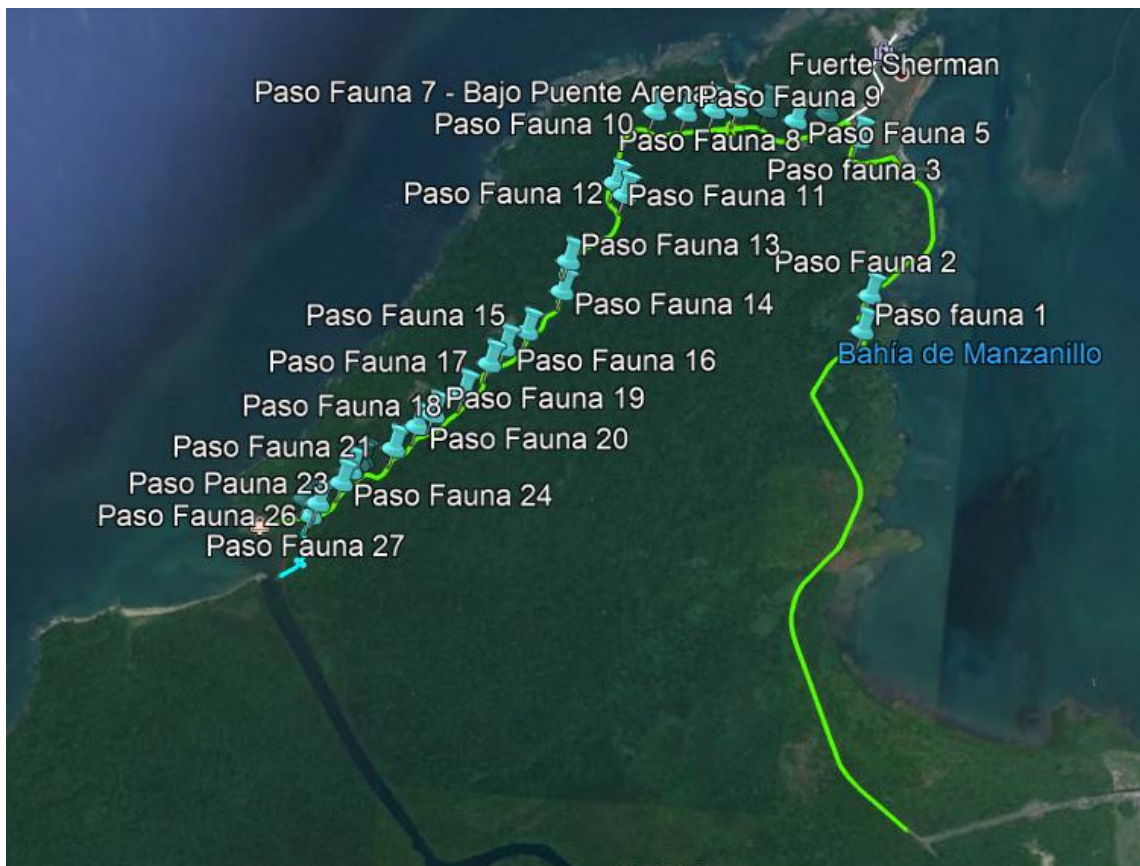 Fuerte Sherman
Paso Fauna 7 - Bajo Puente Arenal
Paso Fauna 9
Paso Fauna 10
Paso Fauna 8
Paso Fauna 5
Paso fauna 3
Paso Fauna 12
Paso Fauna 11
Paso Fauna 13
Paso Fauna 2
Paso Fauna 14
Paso Fauna 15
Paso fauna 1
Bahía de Manzanillo
Paso Fauna 17
Paso Fauna 16
Paso Fauna 18
Paso Fauna 19
Paso Fauna 20
Paso Fauna 21
Paso Pauna 23
Paso Fauna 24
Paso Fauna 26
Paso Fauna 27